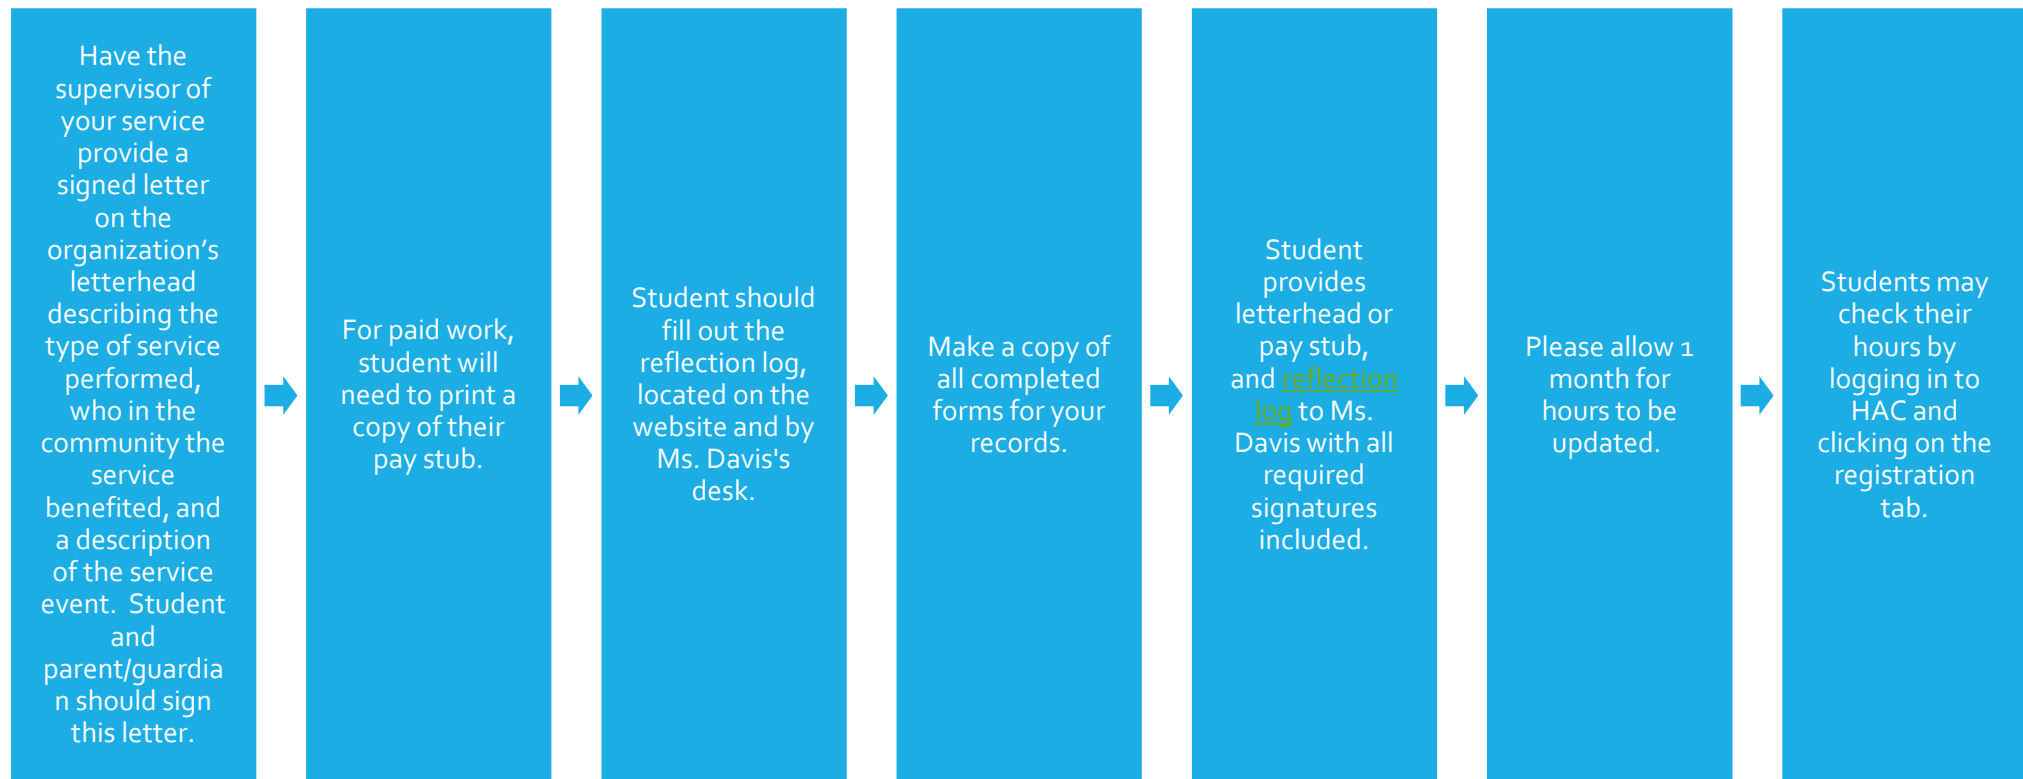 Have the
supervisor of
your service
provide a
signed letter
on the
organization’s
letterhead
describing the
type of service
performed,
who in the
community the
service
benefited, and
a description
of the service
event.  Student
and
parent/guardia
n should sign
this letter.
For paid work,
student will
need to print a
copy of their
pay stub.
Student should
fill out the
reflection log,
located on the
website and by
Ms. Davis's
desk.
Make a copy of
all completed
forms for your
records.
Student
provides
letterhead or
pay stub,
and reflection
log to Ms.
Davis with all
required
signatures
included.
Please allow 1
month for
hours to be
updated.
Students may
check their
hours by
logging in to
HAC and
clicking on the
registration
tab.